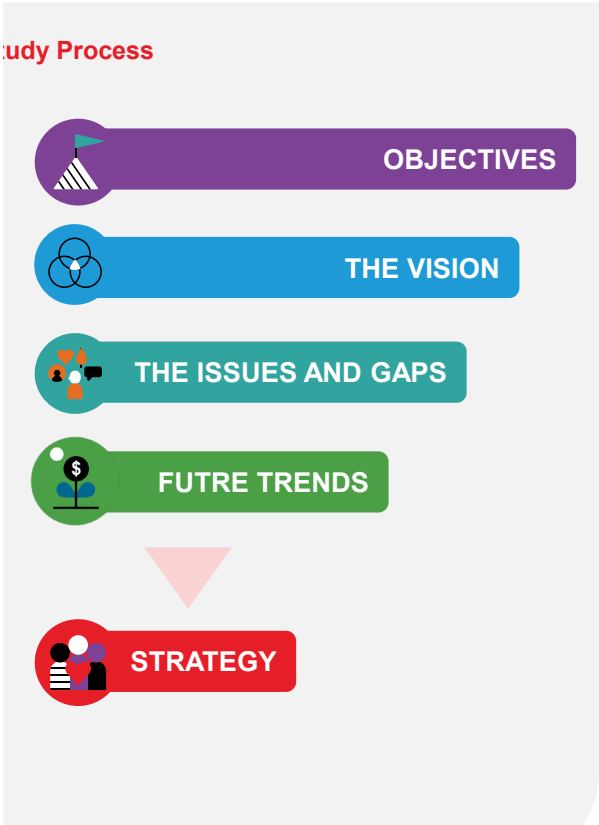 tudy Process
OBJECTIVES
THE VISION
THE ISSUES AND GAPS
FUTRE TRENDS
$
STRATEGY